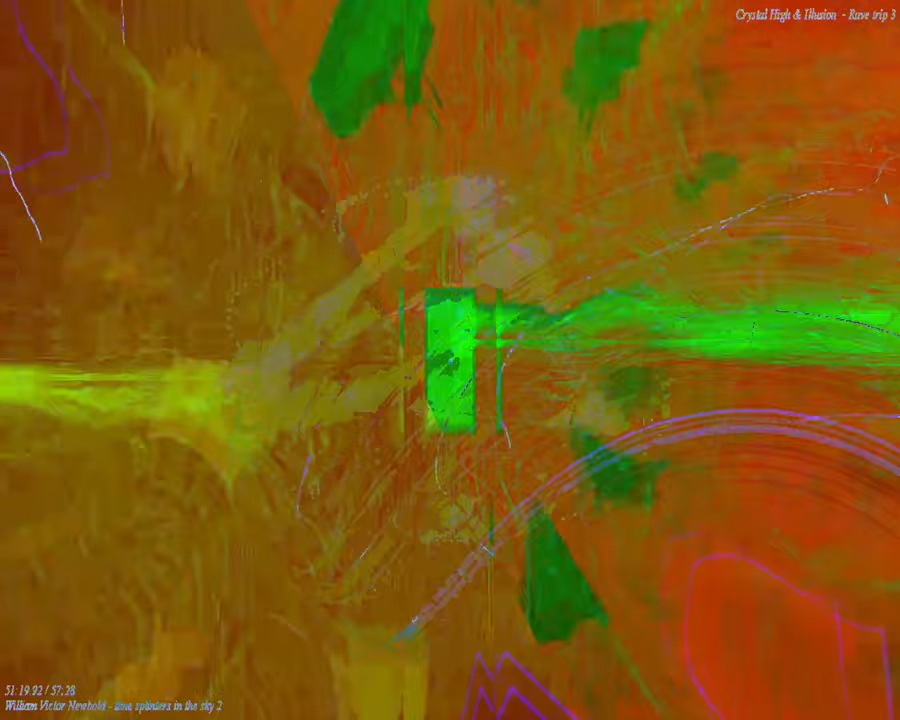 Crystal High & Illusion - Rave trip 3
51:19.92 / 57:28
William Victor Newbold - time splinters in the sky 2